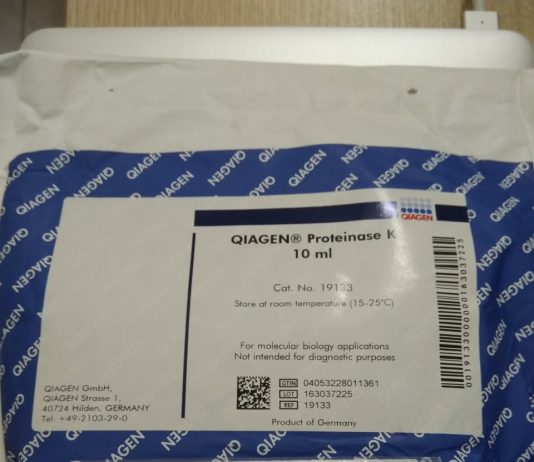 QIAGEN
QIAGEN® Proteinase K
10 ml
Cat. No. 19133
Store at room temperature (15–25°C)
For molecular biology applications
Not intended for diagnostic purposes
GTIN 04053228011361
LOT 163037225
REF 19133
Product of Germany
QIAGEN GmbH,
QIAGEN Strasse 1,
40724 Hilden, GERMANY
Tel: +49-2103-29-0
0019133000000163037225